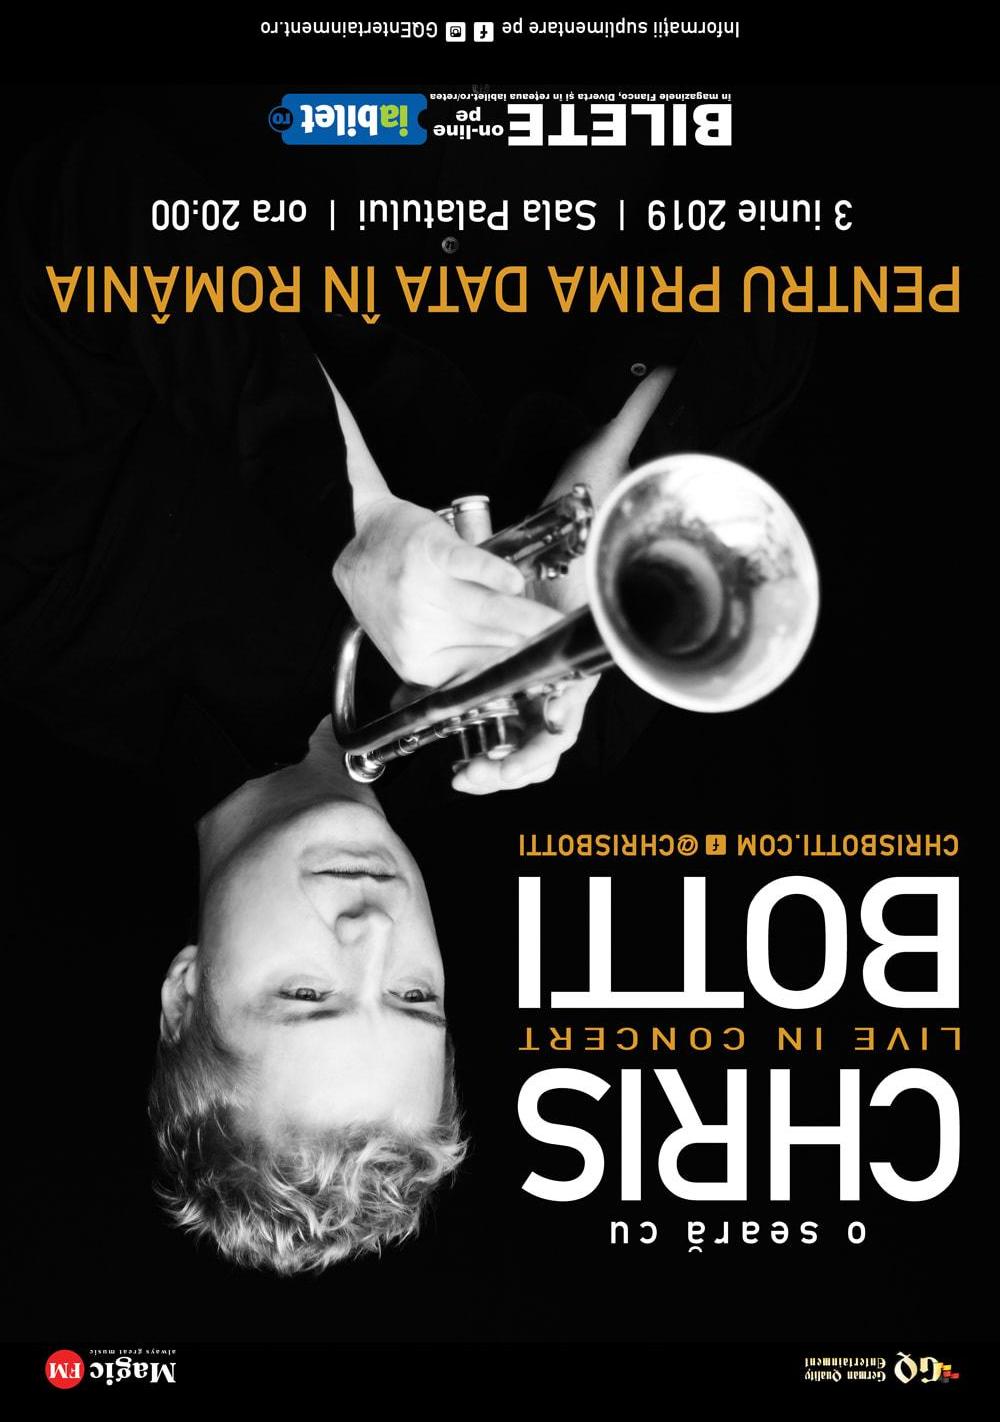 GQ German Quality Entertainment
Magic FM
always great music
o seară cu
CHRIS
LIVE IN CONCERT
BOTTI
CHRISBOTTI.COM @CHRISBOTTI
PENTRU PRIMA DATA ÎN ROMÂNIA
3 iunie 2019 | Sala Palatului | ora 20:00
BILETE on-line pe iabilet ro
in magazinele Flanco, Diverta și în rețeaua iabilet.ro/retea
Informații suplimentare pe GQEntertainment.ro